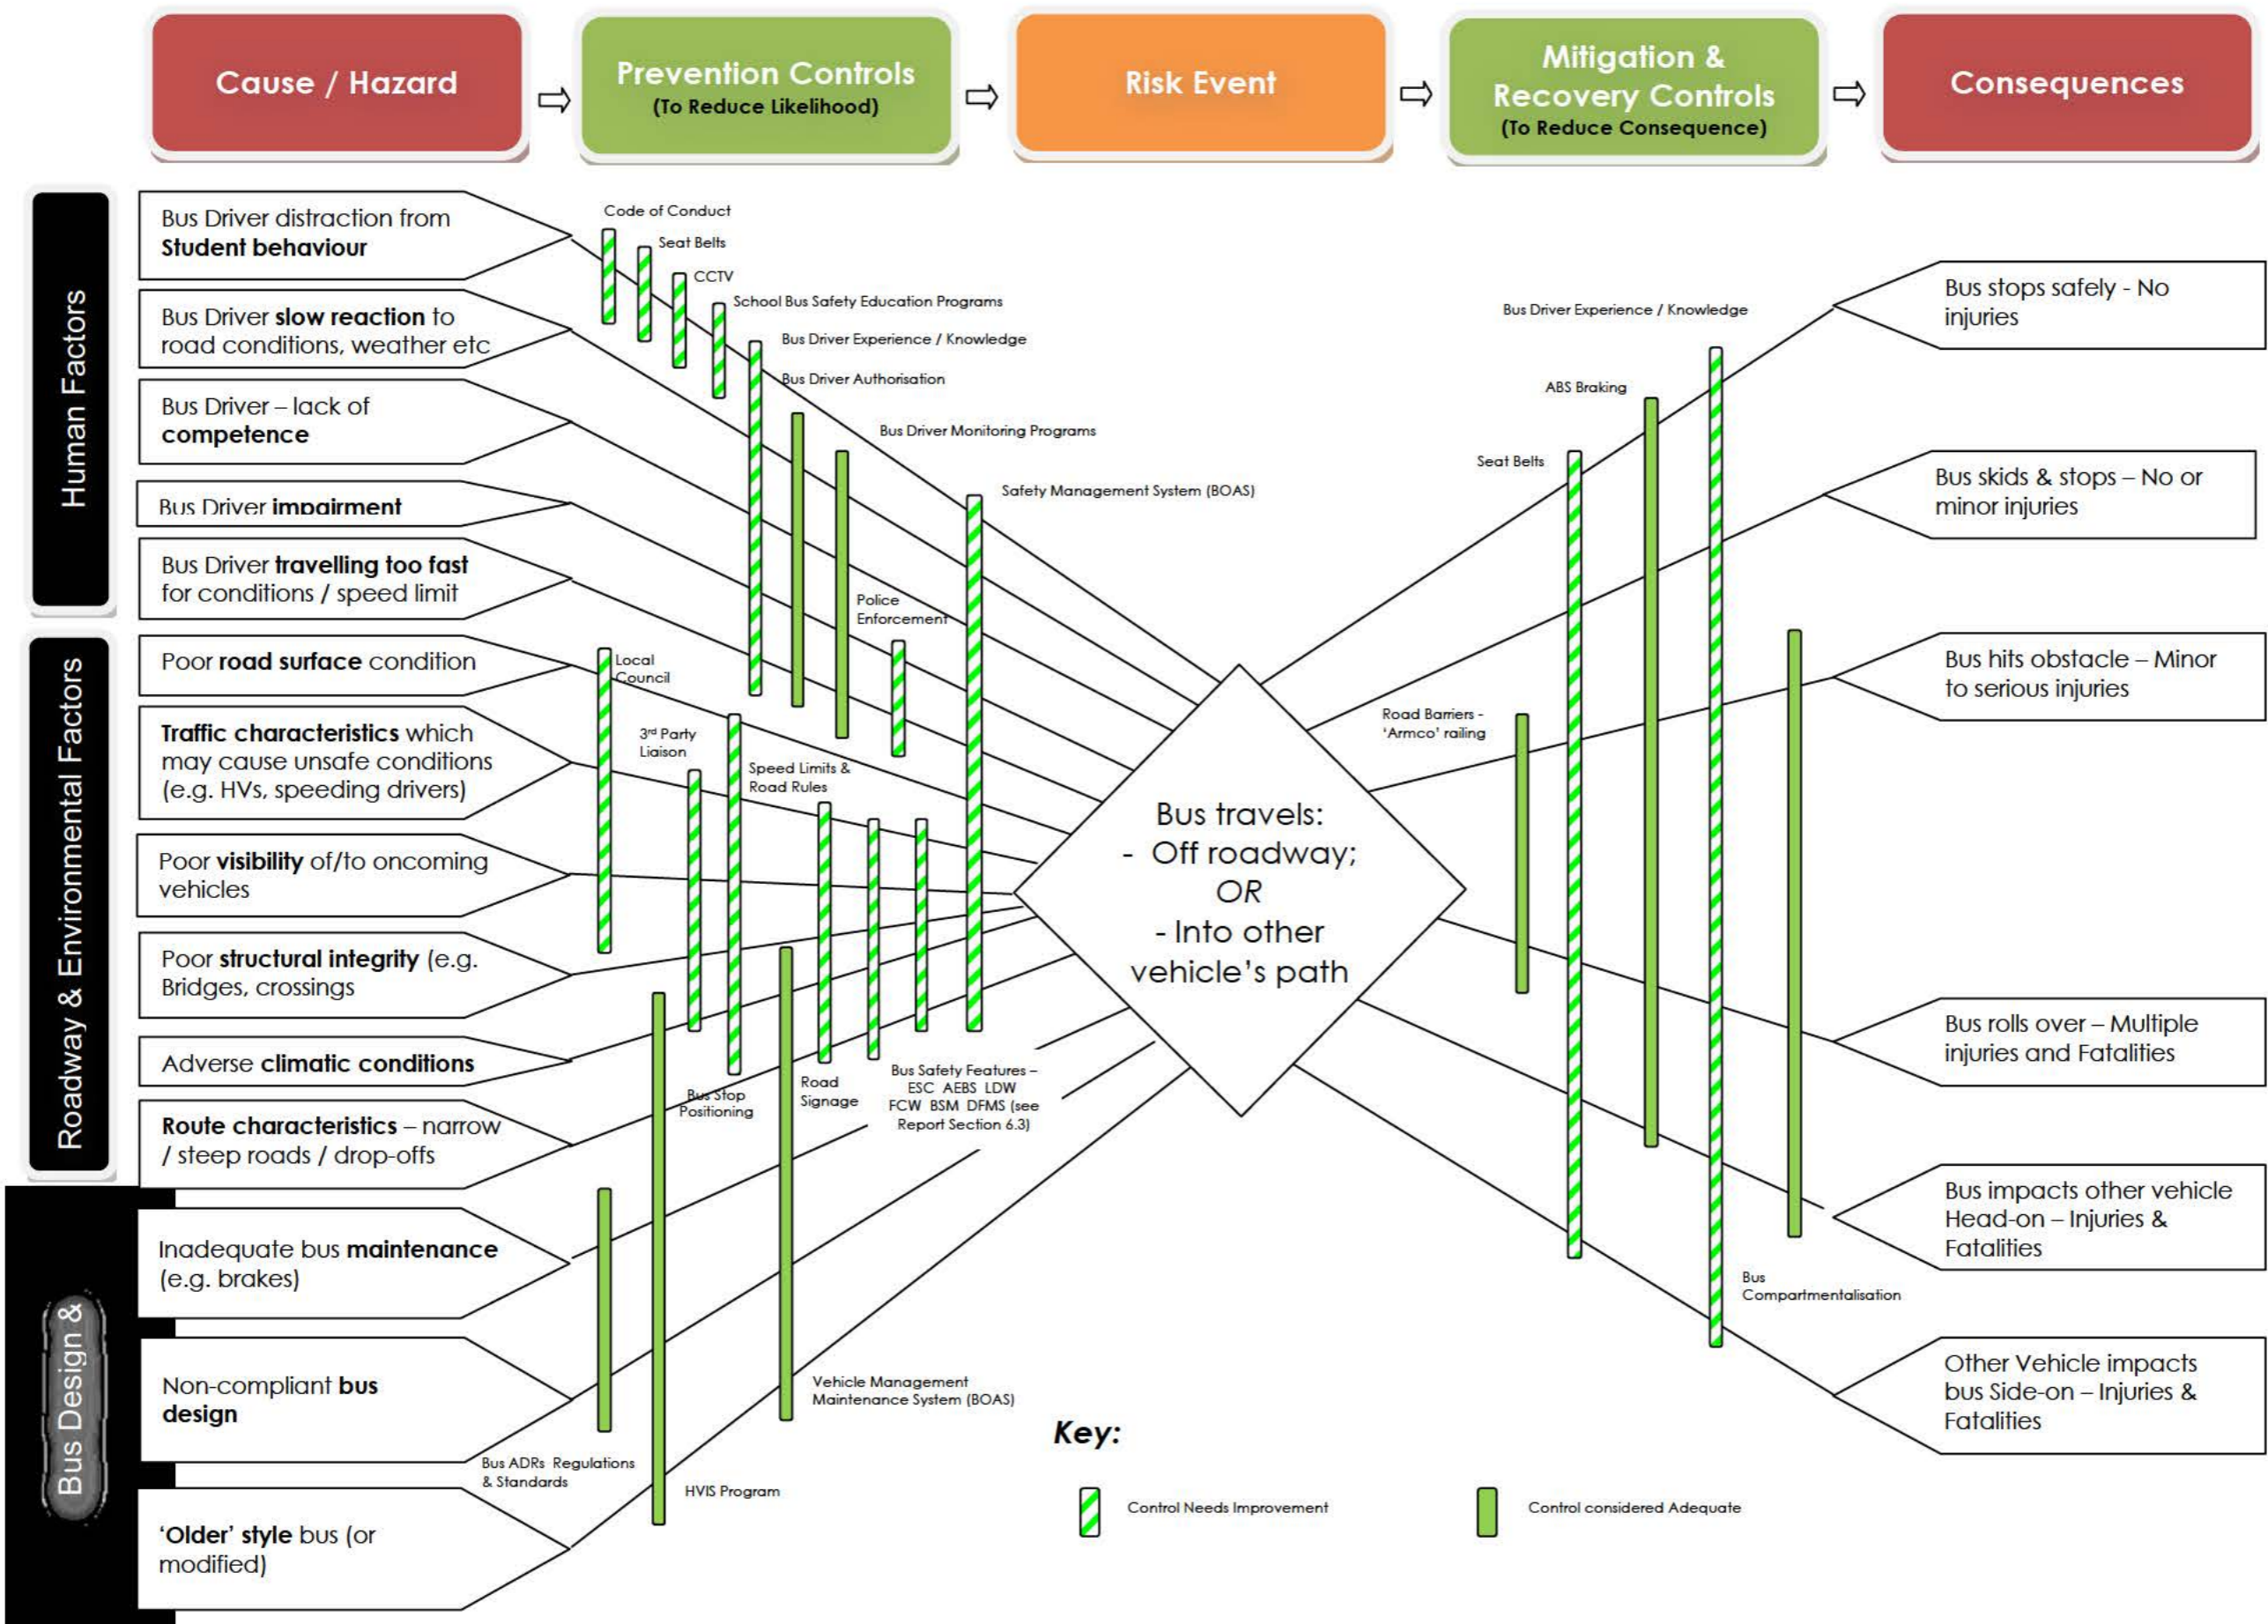 Cause / Hazard
Prevention Controls
(To Reduce Likelihood)
Risk Event
Mitigation &
Recovery Controls
(To Reduce Consequence)
Consequences
Human Factors
Bus Driver distraction from
Student behaviour
Bus Driver slow reaction to
road conditions, weather etc
Bus Driver – lack of
competence
Bus Driver impairment
Bus Driver travelling too fast
for conditions / speed limit
Roadway & Environmental Factors
Poor road surface condition
Traffic characteristics which
may cause unsafe conditions
(e.g. HVs, speeding drivers)
Poor visibility of/to oncoming
vehicles
Poor structural integrity (e.g.
Bridges, crossings
Adverse climatic conditions
Route characteristics – narrow
/ steep roads / drop-offs
Bus Design &
Inadequate bus maintenance
(e.g. brakes)
Non-compliant bus
design
‘Older’ style bus (or
modified)
Code of Conduct
Seat Belts
CCTV
School Bus Safety Education Programs
Bus Driver Experience / Knowledge
Bus Driver Authorisation
Bus Driver Monitoring Programs
Safety Management System (BOAS)
Police
Enforcement
Local
Council
3rd Party
Liaison
Speed Limits &
Road Rules
Bus Stop
Positioning
Road
Signage
Bus Safety Features –
ESC AEBS LDW
FCW BSM DFMS (see
Report Section 6.3)
Vehicle Management
Maintenance System (BOAS)
Bus ADRs Regulations
& Standards
HVIS Program
Bus travels:
- Off roadway;
OR
- Into other
vehicle’s path
Bus Driver Experience / Knowledge
ABS Braking
Seat Belts
Road Barriers -
‘Armco’ railing
Bus
Compartmentalisation
Bus stops safely - No
injuries
Bus skids & stops – No or
minor injuries
Bus hits obstacle – Minor
to serious injuries
Bus rolls over – Multiple
injuries and Fatalities
Bus impacts other vehicle
Head-on – Injuries &
Fatalities
Other Vehicle impacts
bus Side-on – Injuries &
Fatalities
Key:
Control Needs Improvement
Control considered Adequate